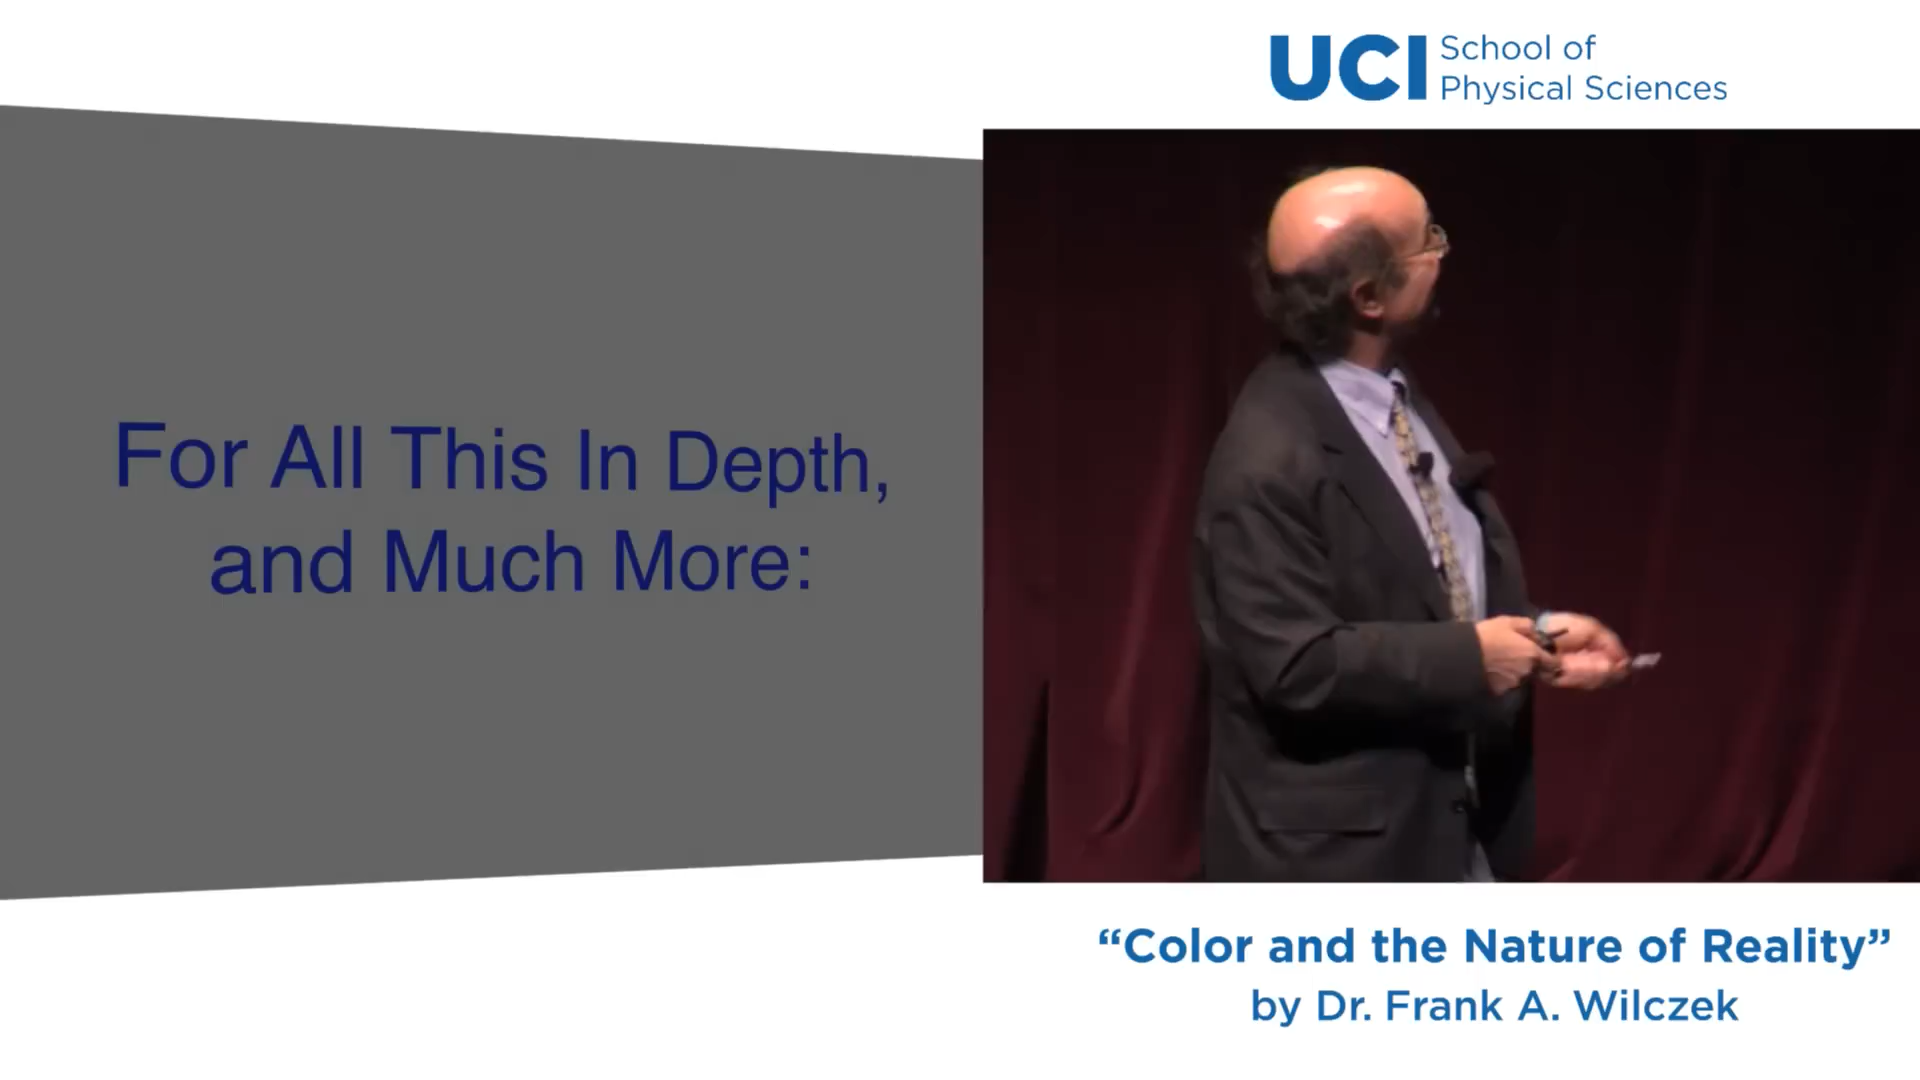 UCI School of
Physical Sciences
For All This In Depth,
and Much More:
“Color and the Nature of Reality”
by Dr. Frank A. Wilczek